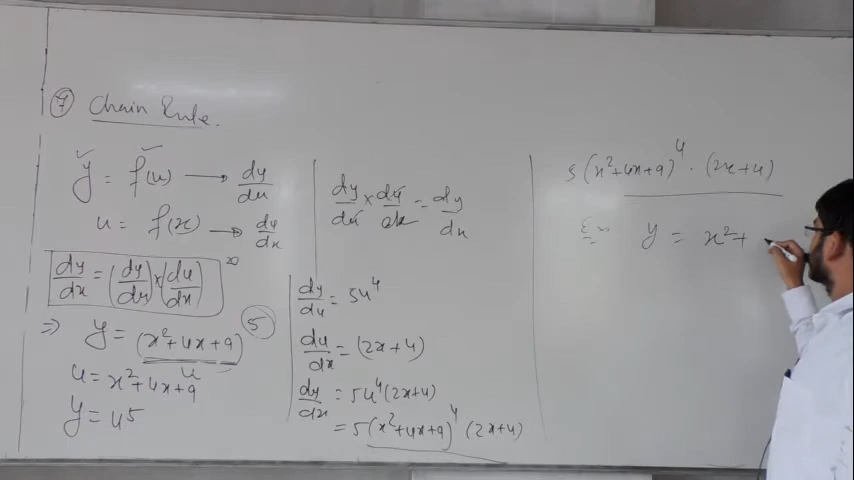 ⑦ Chain Rule.
y = f(u) → dy/du
u = f(x) → du/dx
dy/dx = (dy/du) × (du/dx)
⇒ y = (x²+4x+9)⁵
u
u = x²+4x+9
y = u⁵
dy/du × du/dx = dy/dx
dy/du = 5u⁴
du/dx = (2x+4)
dy/dx = 5u⁴(2x+4)
= 5(x²+4x+9)⁴ (2x+4)
5(x²+4x+9)⁴ · (2x+4)
Ex y = x²+